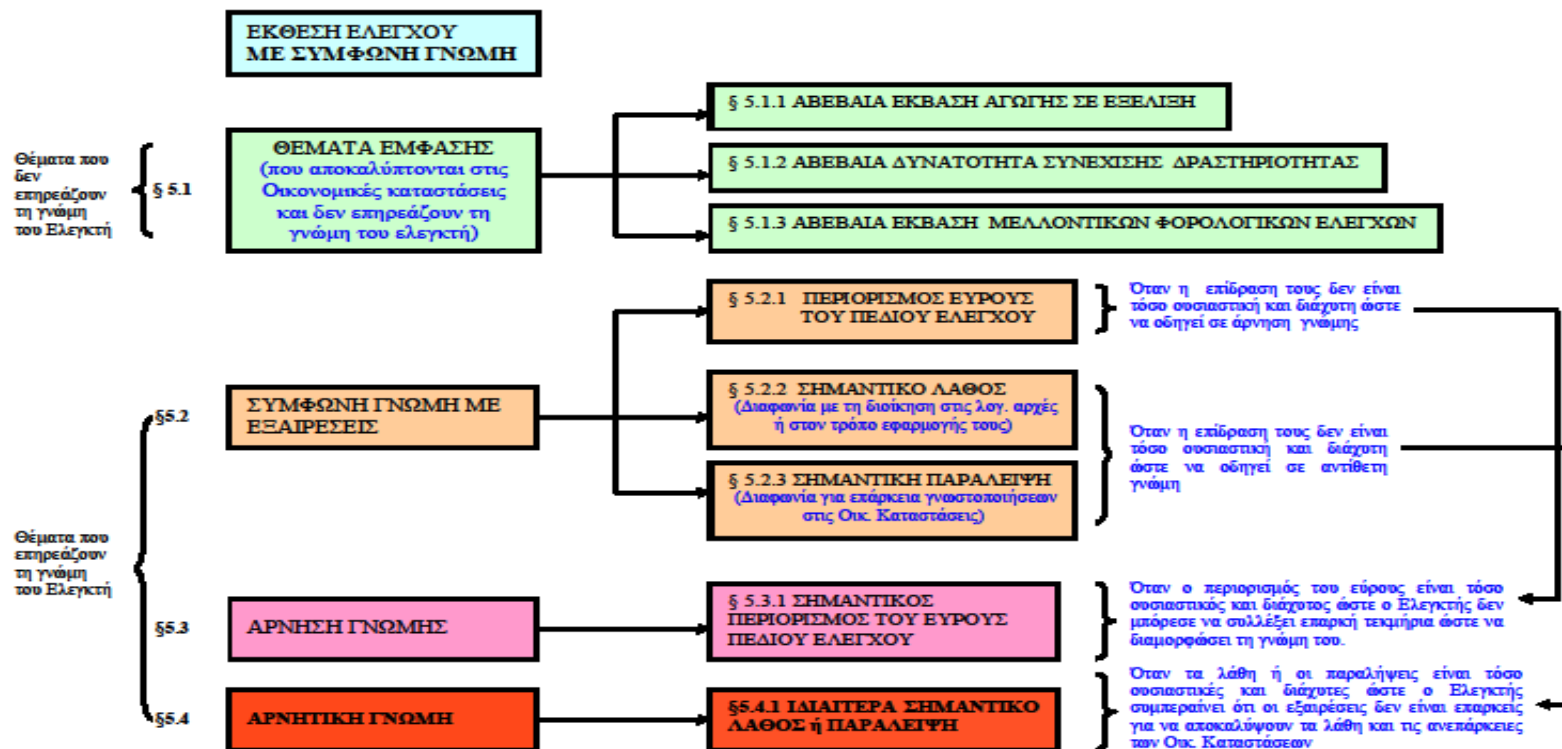 ΕΚΘΕΣΗ ΕΛΕΓΧΟΥ
ΜΕ ΣΥΜΦΩΝΗ ΓΝΩΜΗ
Θέματα που
δεν
επηρεάζουν
τη γνώμη
του Ελεγκτή
§ 5.1
ΘΕΜΑΤΑ ΕΜΦΑΣΗΣ
(που αποκαλύπτονται στις
Οικονομικές καταστάσεις
και δεν επηρεάζουν τη
γνώμη του ελεγκτή)
§ 5.1.1 ΑΒΕΒΑΙΑ ΕΚΒΑΣΗ ΑΓΩΓΗΣ ΣΕ ΕΞΕΛΙΞΗ
§ 5.1.2 ΑΒΕΒΑΙΑ ΔΥΝΑΤΟΤΗΤΑ ΣΥΝΕΧΙΣΗΣ ΔΡΑΣΤΗΡΙΟΤΗΤΑΣ
§ 5.1.3 ΑΒΕΒΑΙΑ ΕΚΒΑΣΗ ΜΕΛΛΟΝΤΙΚΩΝ ΦΟΡΟΛΟΓΙΚΩΝ ΕΛΕΓΧΩΝ
Θέματα που
επηρεάζουν
τη γνώμη
του Ελεγκτή
§5.2
ΣΥΜΦΩΝΗ ΓΝΩΜΗ ΜΕ
ΕΞΑΙΡΕΣΕΙΣ
§ 5.2.1 ΠΕΡΙΟΡΙΣΜΟΣ ΕΥΡΟΥΣ
ΤΟΥ ΠΕΔΙΟΥ ΕΛΕΓΧΟΥ
Όταν η επίδραση τους δεν είναι
τόσο ουσιαστική και διάχυτη ώστε
να οδηγεί σε άρνηση γνώμης
§ 5.2.2 ΣΗΜΑΝΤΙΚΟ ΛΑΘΟΣ
(Διαφωνία με τη διοίκηση στις λογ. αρχές
ή στον τρόπο εφαρμογής τους)
§ 5.2.3 ΣΗΜΑΝΤΙΚΗ ΠΑΡΑΛΕΙΨΗ
(Διαφωνία για επάρκεια γνωστοποιήσεων
στις Οικ. Καταστάσεις)
Όταν η επίδραση τους δεν είναι
τόσο ουσιαστική και διάχυτη
ώστε να οδηγεί σε αντίθετη
γνώμη
§5.3
ΑΡΝΗΣΗ ΓΝΩΜΗΣ
§ 5.3.1 ΣΗΜΑΝΤΙΚΟΣ
ΠΕΡΙΟΡΙΣΜΟΣ ΤΟΥ ΕΥΡΟΥΣ
ΠΕΔΙΟΥ ΕΛΕΓΧΟΥ
Όταν ο περιορισμός του εύρους είναι τόσο
ουσιαστικός και διάχυτος ώστε ο Ελεγκτής δεν
μπόρεσε να συλλέξει επαρκή τεκμήρια ώστε να
διαμορφώσει τη γνώμη του.
§5.4
ΑΡΝΗΤΙΚΗ ΓΝΩΜΗ
§5.4.1 ΙΔΙΑΙΤΕΡΑ ΣΗΜΑΝΤΙΚΟ
ΛΑΘΟΣ ή ΠΑΡΑΛΕΙΨΗ
Όταν τα λάθη ή οι παραλήψεις είναι τόσο
ουσιαστικές και διάχυτες ώστε ο Ελεγκτής
συμπεραίνει ότι οι εξαιρέσεις δεν είναι επαρκείς
για να αποκαλύψουν τα λάθη και τις ανεπάρκειες
των Οικ. Καταστάσεων